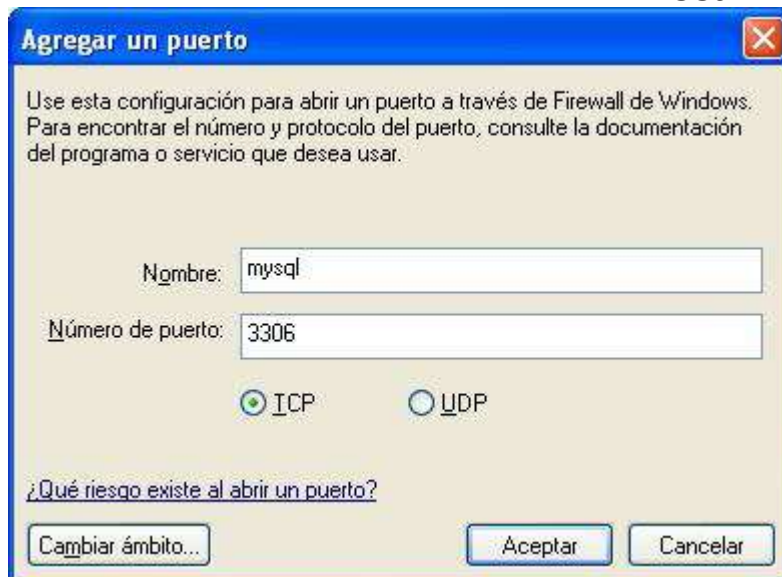 Agregar un puerto
Use esta configuración para abrir un puerto a través de Firewall de Windows.
Para encontrar el número y protocolo del puerto, consulte la documentación
del programa o servicio que desea usar.
Nombre: mysql
Número de puerto: 3306
TCP UDP
¿Qué riesgo existe al abrir un puerto?
Cambiar ámbito... Aceptar Cancelar